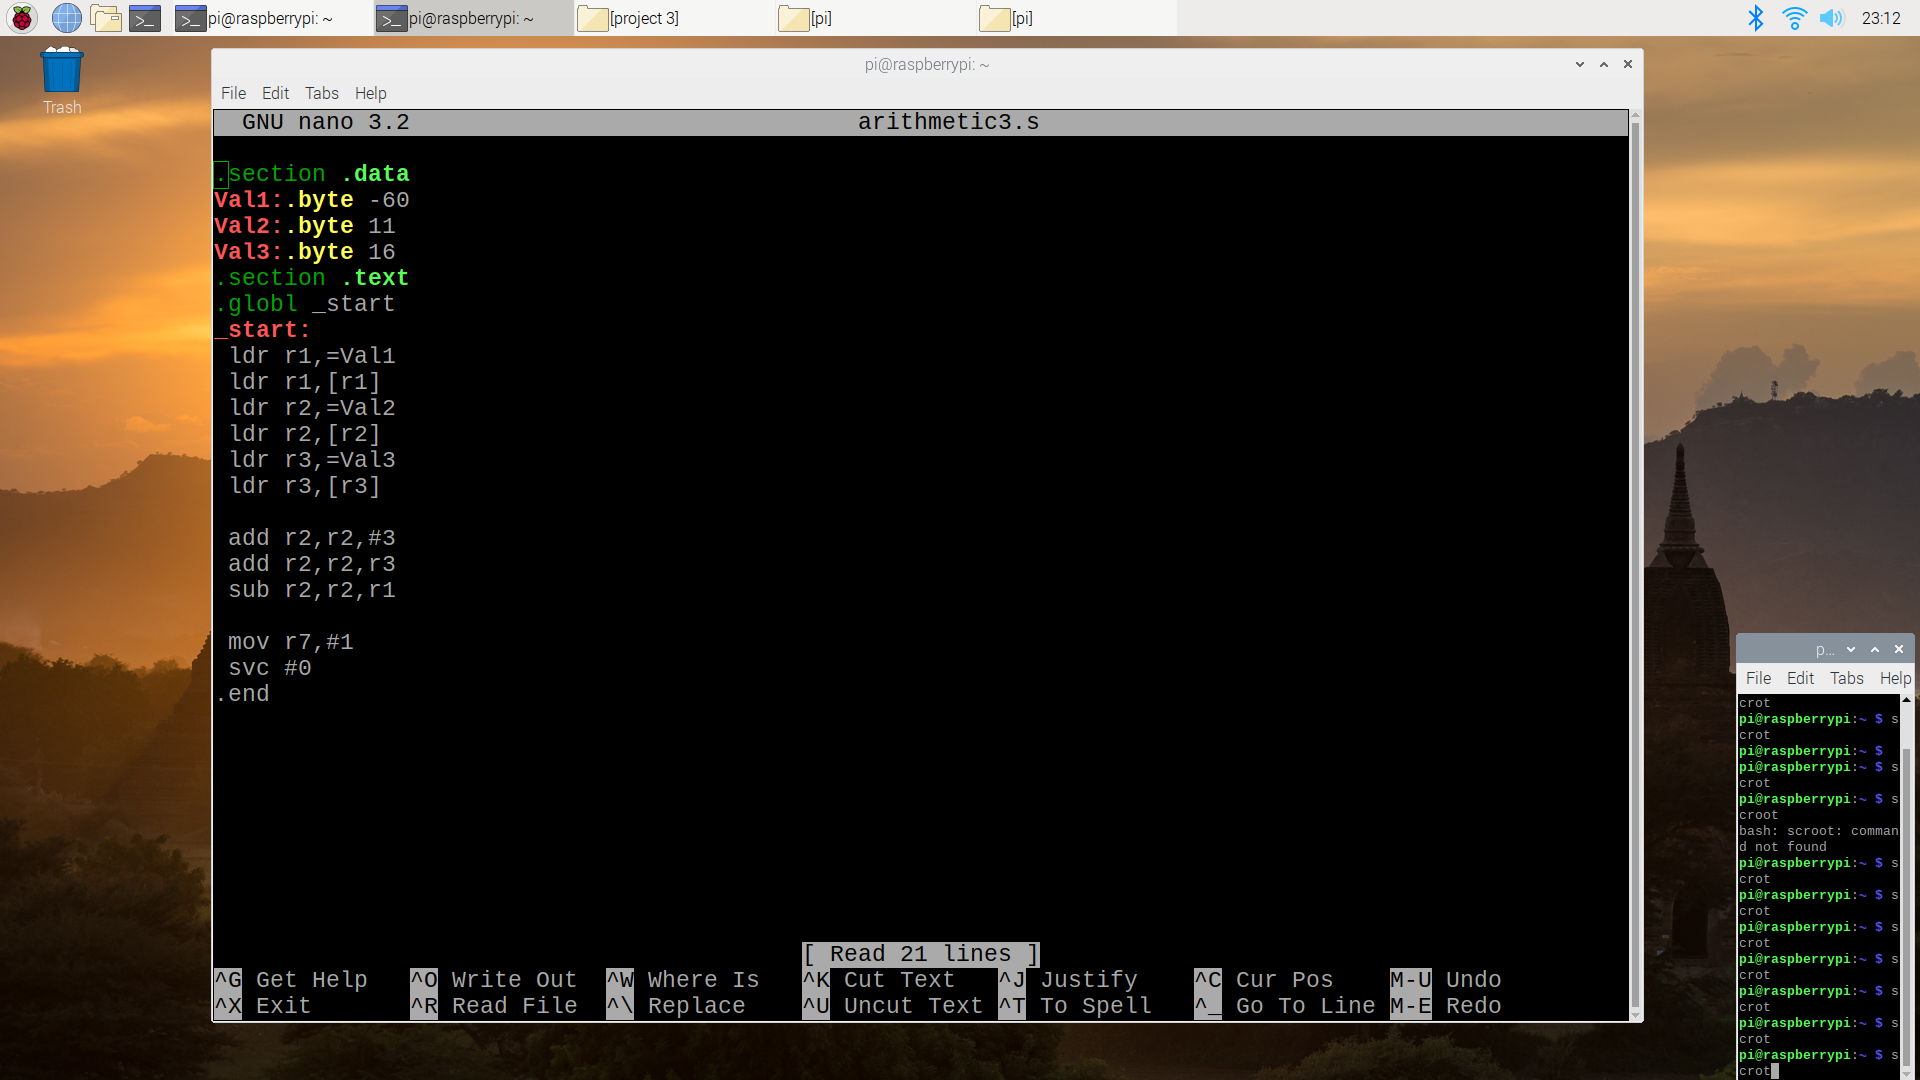 pi@raspberrypi: ~
pi@raspberrypi: ~
[project 3]
[pi]
[pi]
23:12
Trash
pi@raspberrypi: ~
File Edit Tabs Help
GNU nano 3.2 arithmetic3.s
.section .data
Val1:.byte -60
Val2:.byte 11
Val3:.byte 16
.section .text
.globl _start
_start:
ldr r1,=Val1
ldr r1,[r1]
ldr r2,=Val2
ldr r2,[r2]
ldr r3,=Val3
ldr r3,[r3]
add r2,r2,#3
add r2,r2,r3
sub r2,r2,r1
mov r7,#1
svc #0
.end
[ Read 21 lines ]
^G Get Help ^O Write Out ^W Where Is ^K Cut Text ^J Justify ^C Cur Pos M-U Undo
^X Exit ^R Read File ^\ Replace ^U Uncut Text ^T To Spell ^_ Go To Line M-E Redo
p...
File Edit Tabs Help
crot
pi@raspberrypi:~ $ s
crot
pi@raspberrypi:~ $
pi@raspberrypi:~ $ s
crot
pi@raspberrypi:~ $ s
croot
bash: scroot: comman
d not found
pi@raspberrypi:~ $ s
crot
pi@raspberrypi:~ $ s
crot
pi@raspberrypi:~ $ s
crot
pi@raspberrypi:~ $ s
crot
pi@raspberrypi:~ $ s
crot
pi@raspberrypi:~ $ s
crot
pi@raspberrypi:~ $ s
crot